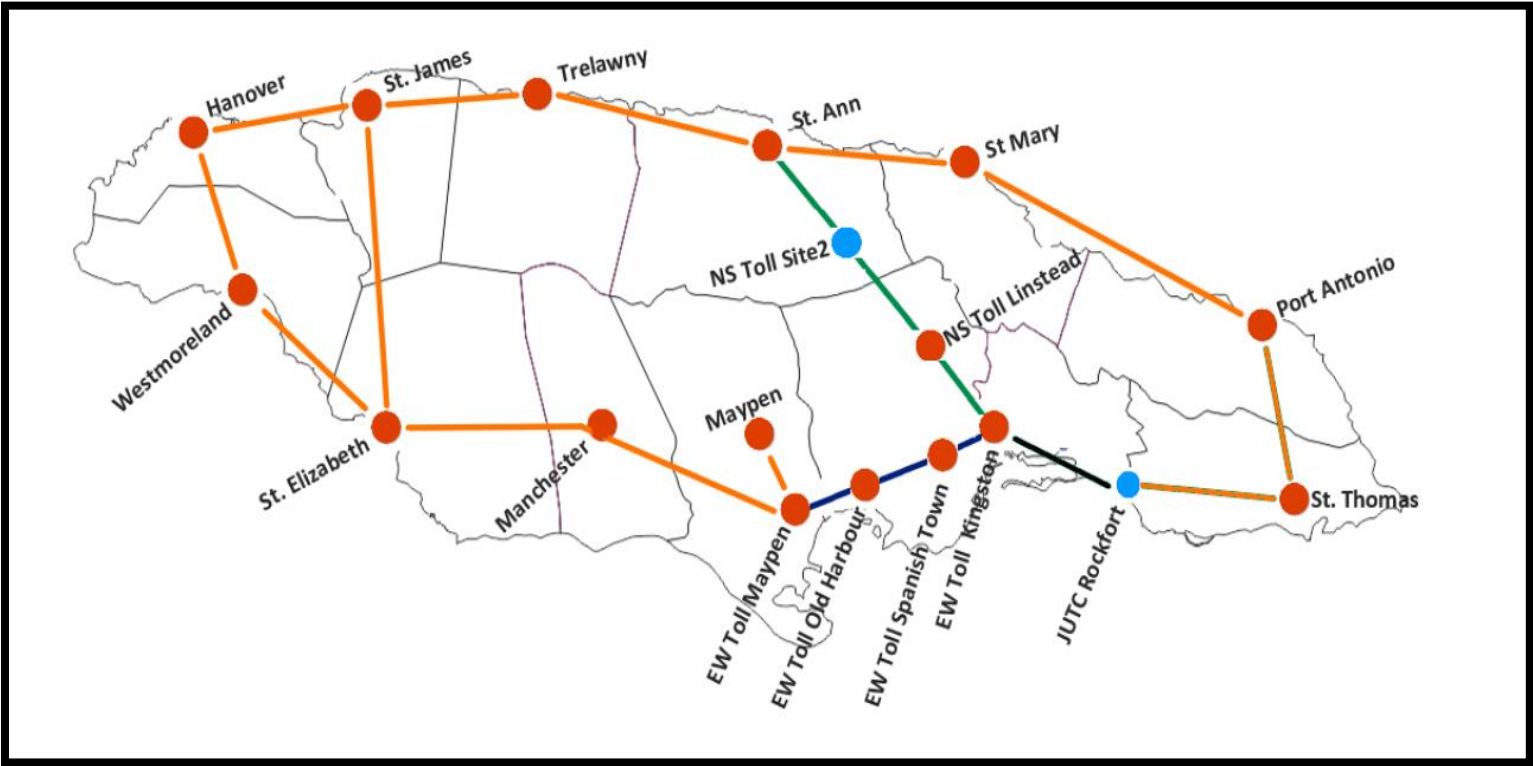 Hanover
St. James
Trelawny
St. Ann
St Mary
NS Toll Site2
NS Toll Linstead
Port Antonio
Westmoreland
St. Elizabeth
Manchester
Maypen
EW Toll Maypen
EW Toll Old Harbour
EW Toll Spanish Town
EW Toll Kingston
JUTC Rockfort
St. Thomas